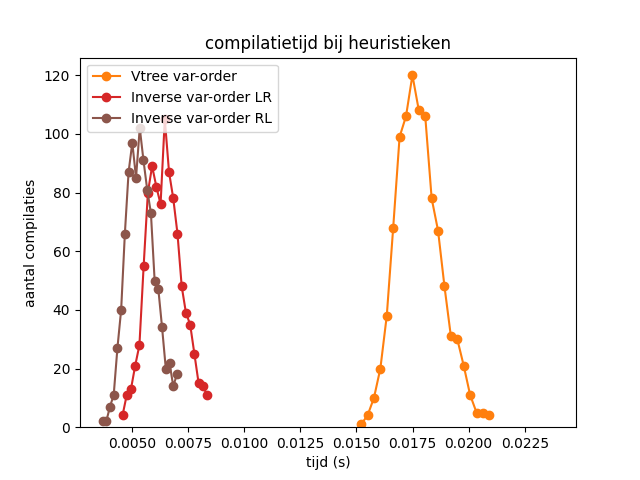 compilatietijd bij heuristieken
Vtree var-order
Inverse var-order LR
Inverse var-order RL
aantal compilaties
120
100
80
60
40
20
0
0.0050 0.0075 0.0100 0.0125 0.0150 0.0175 0.0200 0.0225
tijd (s)